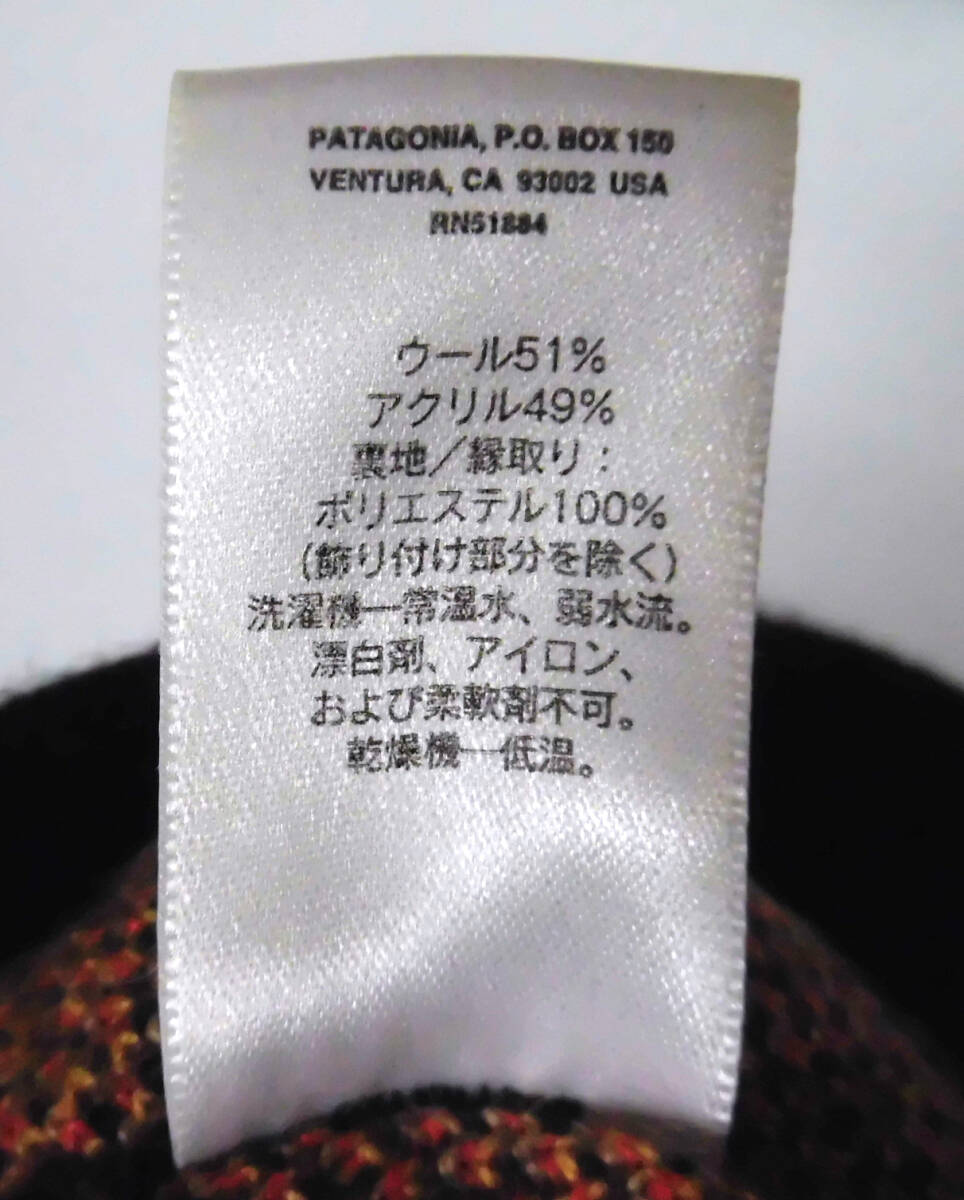 PATAGONIA, P.O. BOX 150
VENTURA, CA 93002 USA
RN51884
ウール51%
アクリル49%
裏地/縁取り:
ポリエステル100%
(飾り付け部分を除く)
洗濯機—常温水、弱水流。
漂白剤、アイロン、
および柔軟剤不可。
乾燥機—低温。